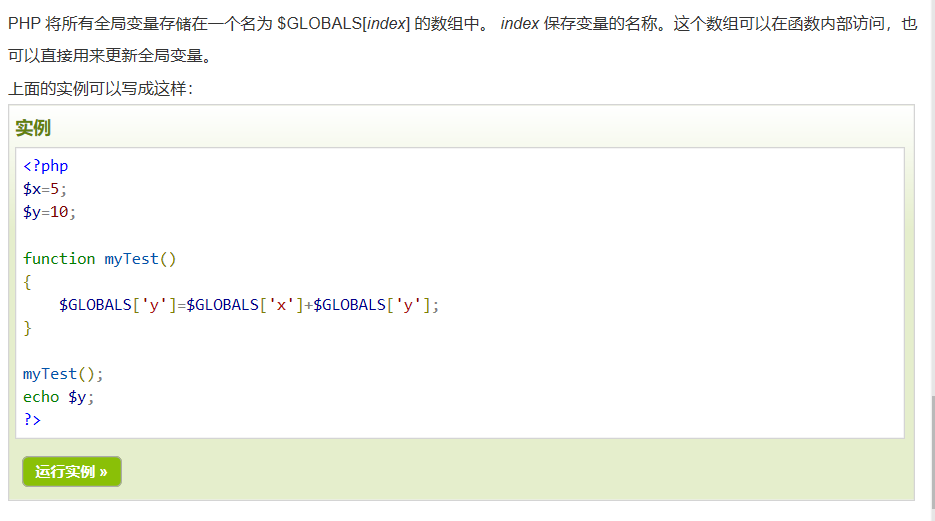 PHP 将所有全局变量存储在一个名为 $GLOBALS[index] 的数组中。 index 保存变量的名称。这个数组可以在函数内部访问，也
可以直接用来更新全局变量。
上面的实例可以写成这样：
实例
<?php
$x=5;
$y=10;
function myTest()
{
    $GLOBALS['y']=$GLOBALS['x']+$GLOBALS['y'];
}
myTest();
echo $y;
?>
运行实例 »